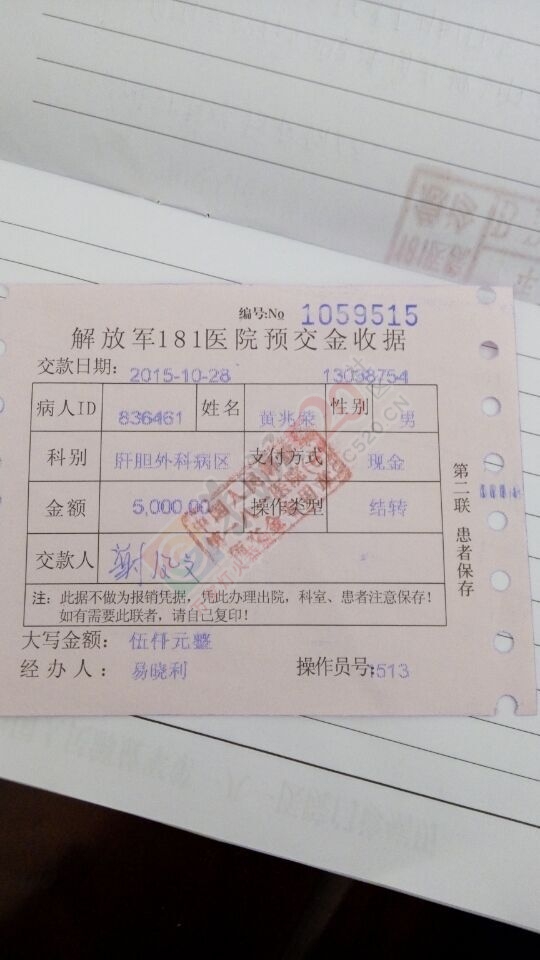 编号:No 1059515
解放军181医院预交金收据
交款日期: 2015-10-28 13038754
病人ID 836461 姓名 黄兆荣 性别 男
科别 肝胆外科病区 支付方式 现金
金额 5,000.00 操作类型 结转
交款人
注: 此据不做为报销凭据，凭此办理出院，科室、患者注意保存！
如有需要此联者，请自己复印！
大写金额: 伍仟元整
经办人: 易晓利 操作员号: 513
第二联 患者保存